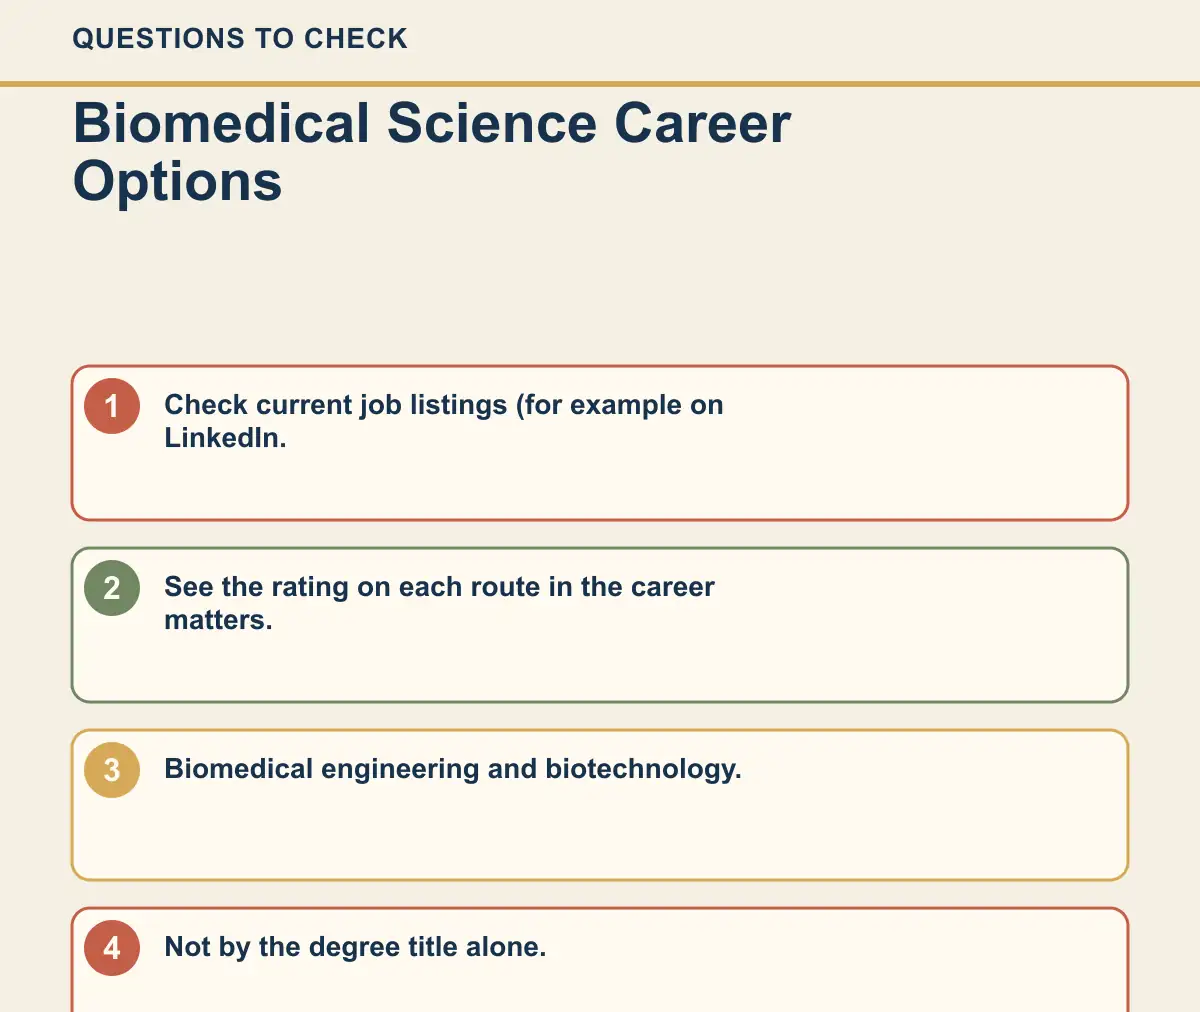 QUESTIONS TO CHECK
Biomedical Science Career
Options
1
Check current job listings (for example on
LinkedIn.
2
See the rating on each route in the career
matters.
3
Biomedical engineering and biotechnology.
4
Not by the degree title alone.